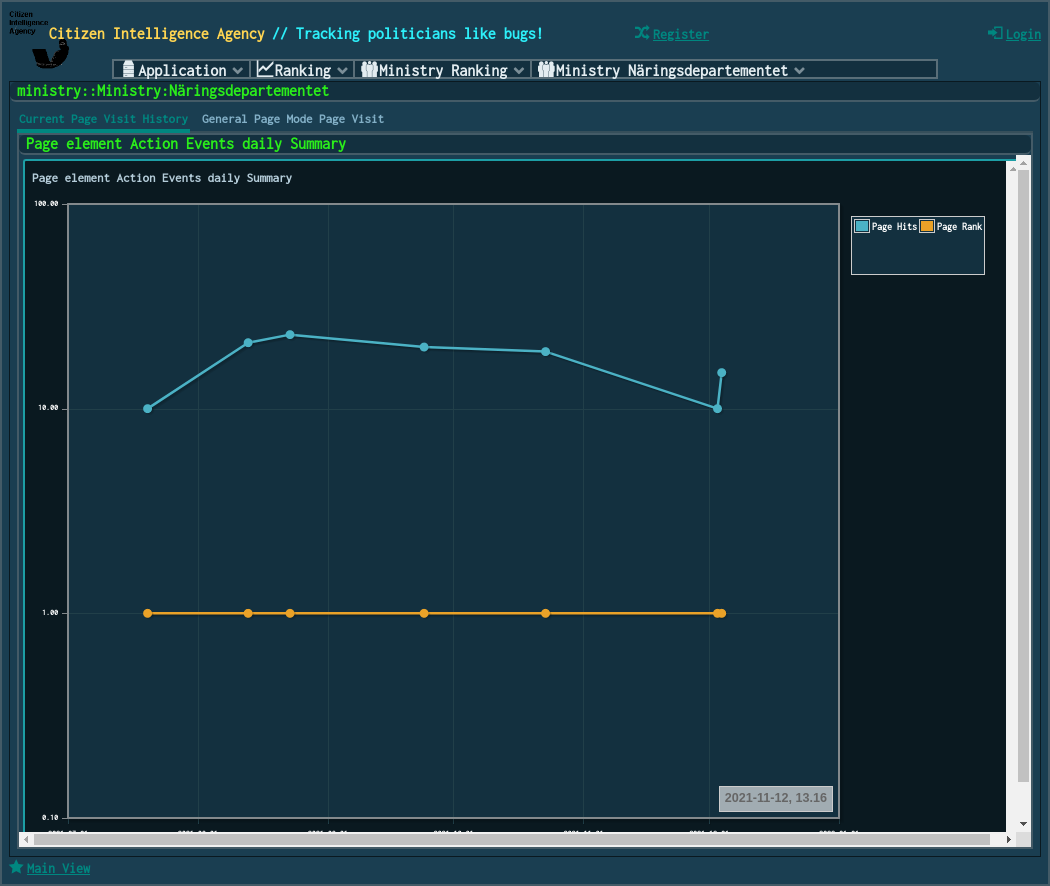 Citizen
Intelligence
Agency
Citizen Intelligence Agency // Tracking politicians like bugs!
Register
Login
Application
Ranking
Ministry Ranking
Ministry Näringsdepartementet
ministry::Ministry:Näringsdepartementet
Current Page Visit History
General Page Mode Page Visit
Page element Action Events daily Summary
Page element Action Events daily Summary
100.00
Page Hits
Page Rank
10.00
1.00
2021-11-12, 13.16
0.10
Main View